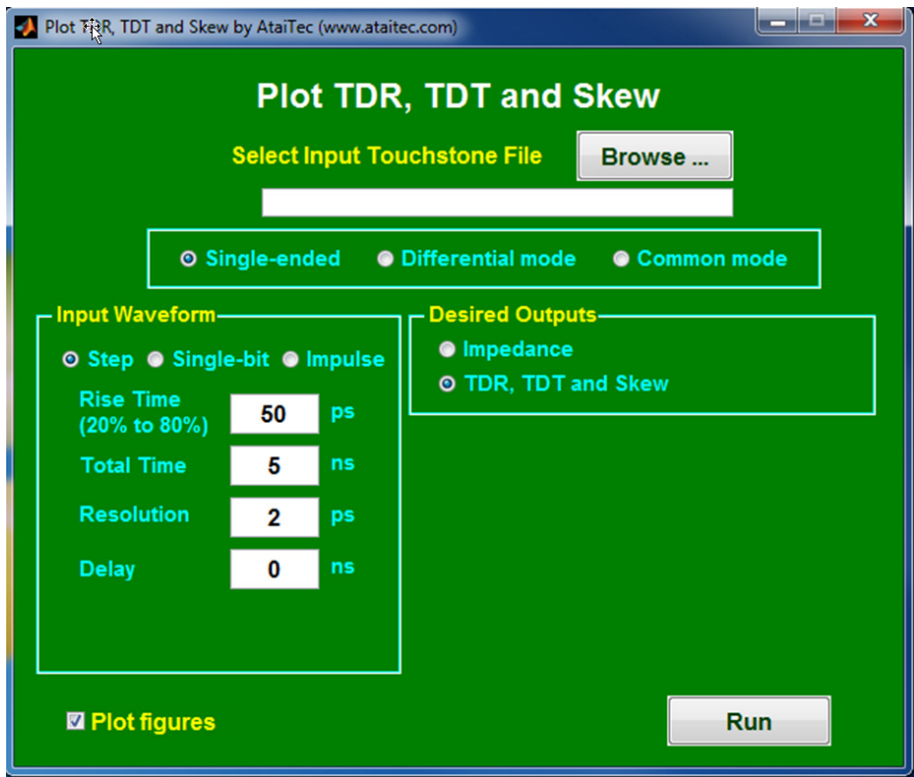 Plot TDR, TDT and Skew by AtaiTec (www.ataitec.com)
Plot TDR, TDT and Skew
Select Input Touchstone File
Browse ...
Single-ended
Differential mode
Common mode
Input Waveform
Step
Single-bit
Impulse
Rise Time
(20% to 80%)
50
ps
Total Time
5
ns
Resolution
2
ps
Delay
0
ns
Desired Outputs
Impedance
TDR, TDT and Skew
Plot figures
Run